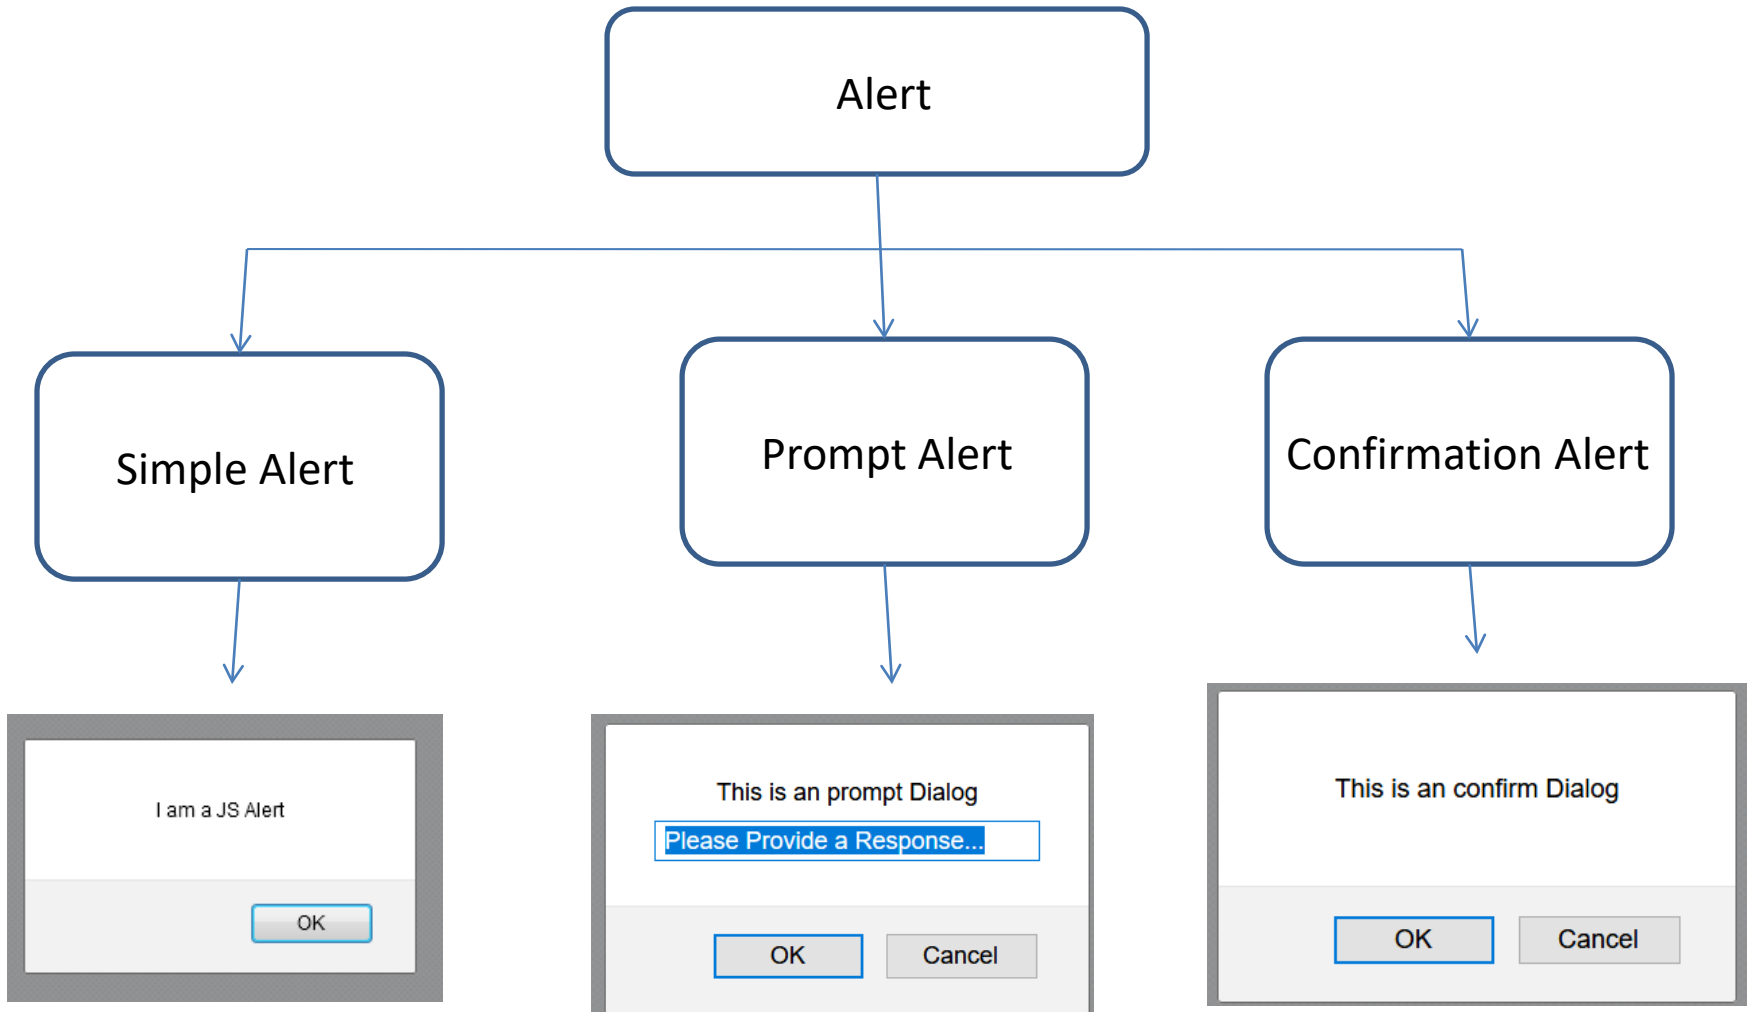 Alert
Simple Alert
Prompt Alert
Confirmation Alert
I am a JS Alert
OK
This is an prompt Dialog
Please Provide a Response...
OK
Cancel
This is an confirm Dialog
OK
Cancel